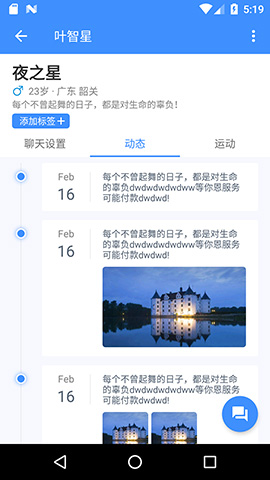 5:19
叶智星
夜之星
23岁 · 广东 韶关
每个不曾起舞的日子，都是对生命的辜负！
添加标签+
聊天设置 动态 运动
Feb
16
每个不曾起舞的日子，都是对生命
的辜负dwdwdwdwdww等你恩服务
可能付款dwdwd!
Feb
16
每个不曾起舞的日子，都是对生命
的辜负dwdwdwdwdww等你恩服务
可能付款dwdwd!
Feb
16
每个不曾起舞的日子，都是对生命
的辜负dwdwdwdwdww等你恩服务
可能付款dwdwd!